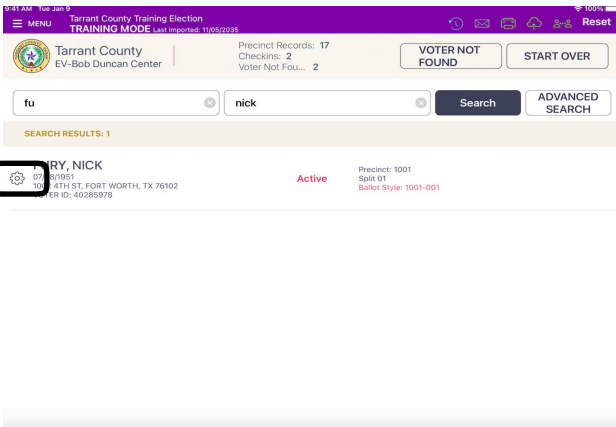 9:41 AM Tue Jan 9
100%
MENU
Tarrant County Training Election
TRAINING MODE Last Imported: 11/05/2035
Reset
Tarrant County
EV-Bob Duncan Center
Precinct Records: 17
Checkins: 2
Voter Not Fou... 2
VOTER NOT FOUND
START OVER
fu
nick
Search
ADVANCED SEARCH
SEARCH RESULTS: 1
NICK
4TH ST, FORT WORTH, TX 76102
ID: 40285978
Active
Precinct: 1001
Split 01
Ballot Style: 1001-001